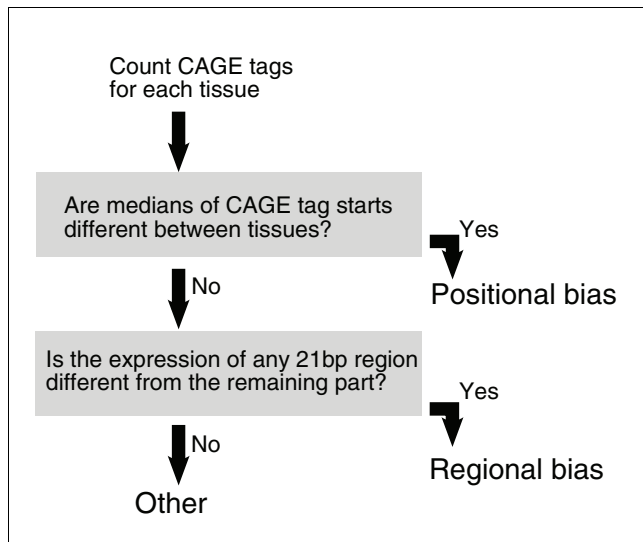 Count CAGE tags
for each tissue
Are medians of CAGE tag starts
different between tissues?
Yes
Positional bias
No
Is the expression of any 21bp region
different from the remaining part?
Yes
Regional bias
No
Other